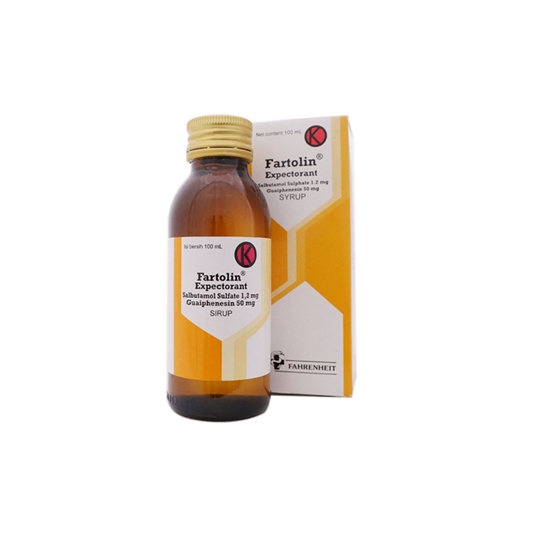 Net content 100 mL
K
Fartolin®
Expectorant
Salbutamol Sulphate 1.2 mg
Guaiphenesin 50 mg
SYRUP
FAHRENHEIT
Isi bersih 100 mL
K
Fartolin®
Expectorant
Salbutamol Sulfate 1,2 mg
Guaiphenesin 50 mg
SIRUP